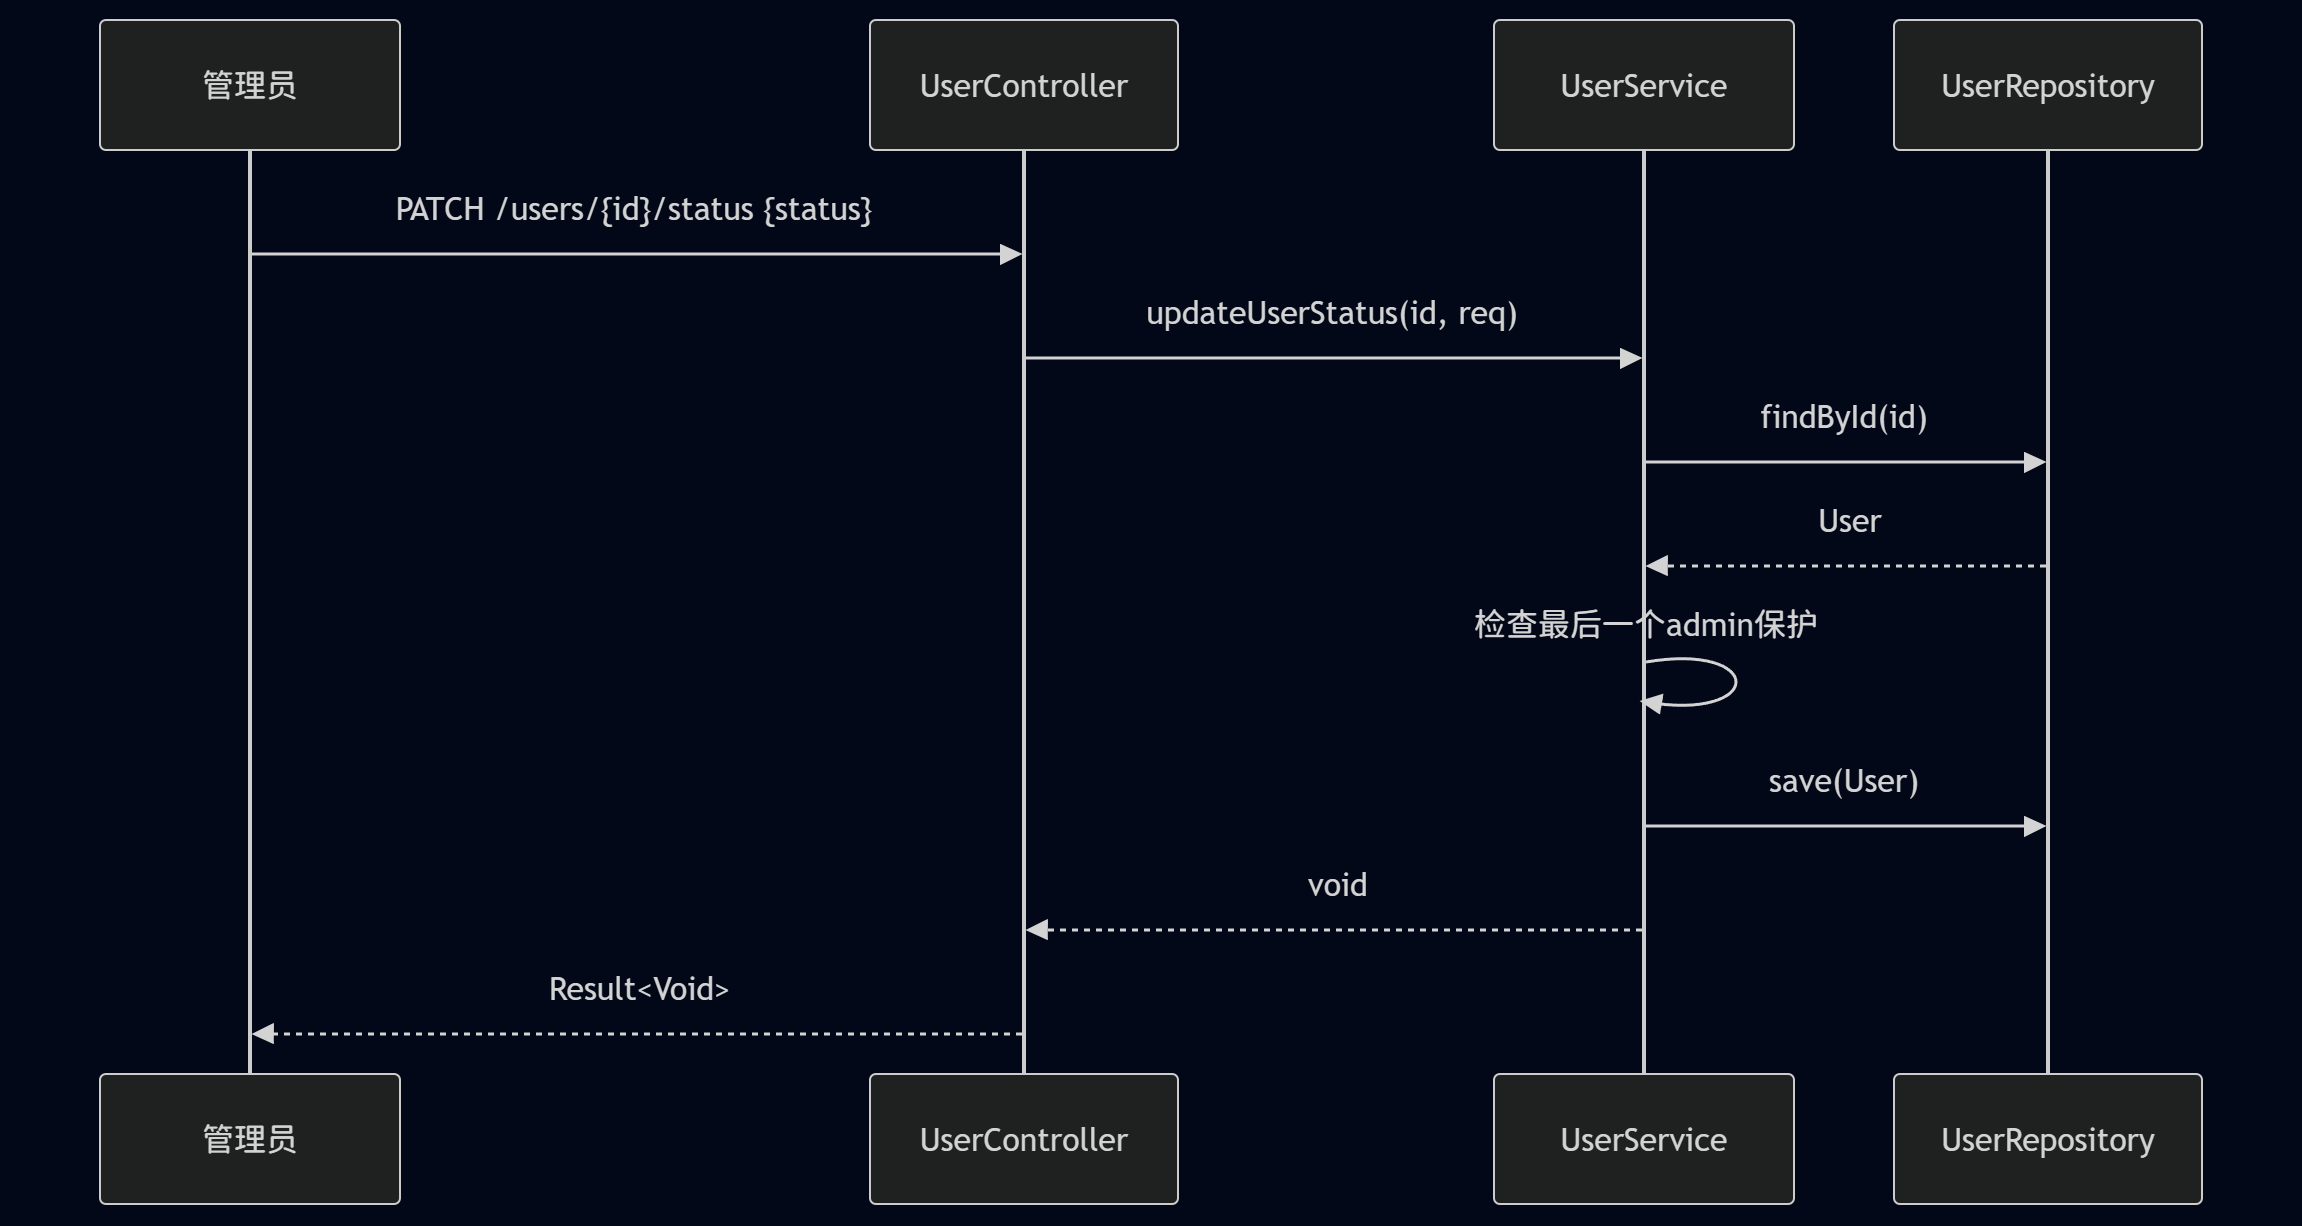 管理员
UserController
UserService
UserRepository
PATCH /users/{id}/status {status}
updateUserStatus(id, req)
findById(id)
User
检查最后一个admin保护
save(User)
void
Result<Void>
管理员
UserController
UserService
UserRepository